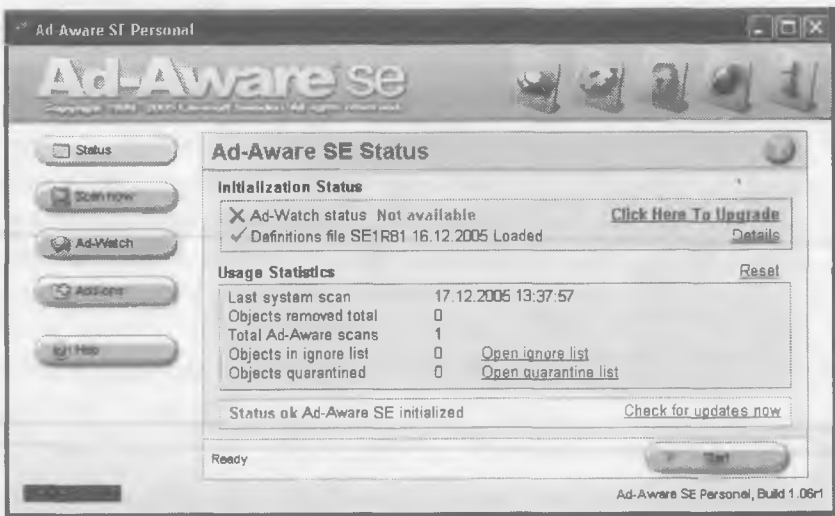 Ad-Aware SE Personal
Ad-Aware SE
Status
Scan now
Ad-Watch
Add-ons
Help
Ad-Aware SE Status
Initialization Status
Ad-Watch status Not available Click Here To Upgrade
Definitions file SE1R81 16.12.2005 Loaded Details
Usage Statistics Reset
Last system scan 17.12.2005 13:37:57
Objects removed total 0
Total Ad-Aware scans 1
Objects in ignore list 0 Open ignore list
Objects quarantined 0 Open quarantine list
Status ok Ad-Aware SE initialized Check for updates now
Ready Start
Ad-Aware SE Personal, Build 1.06r1